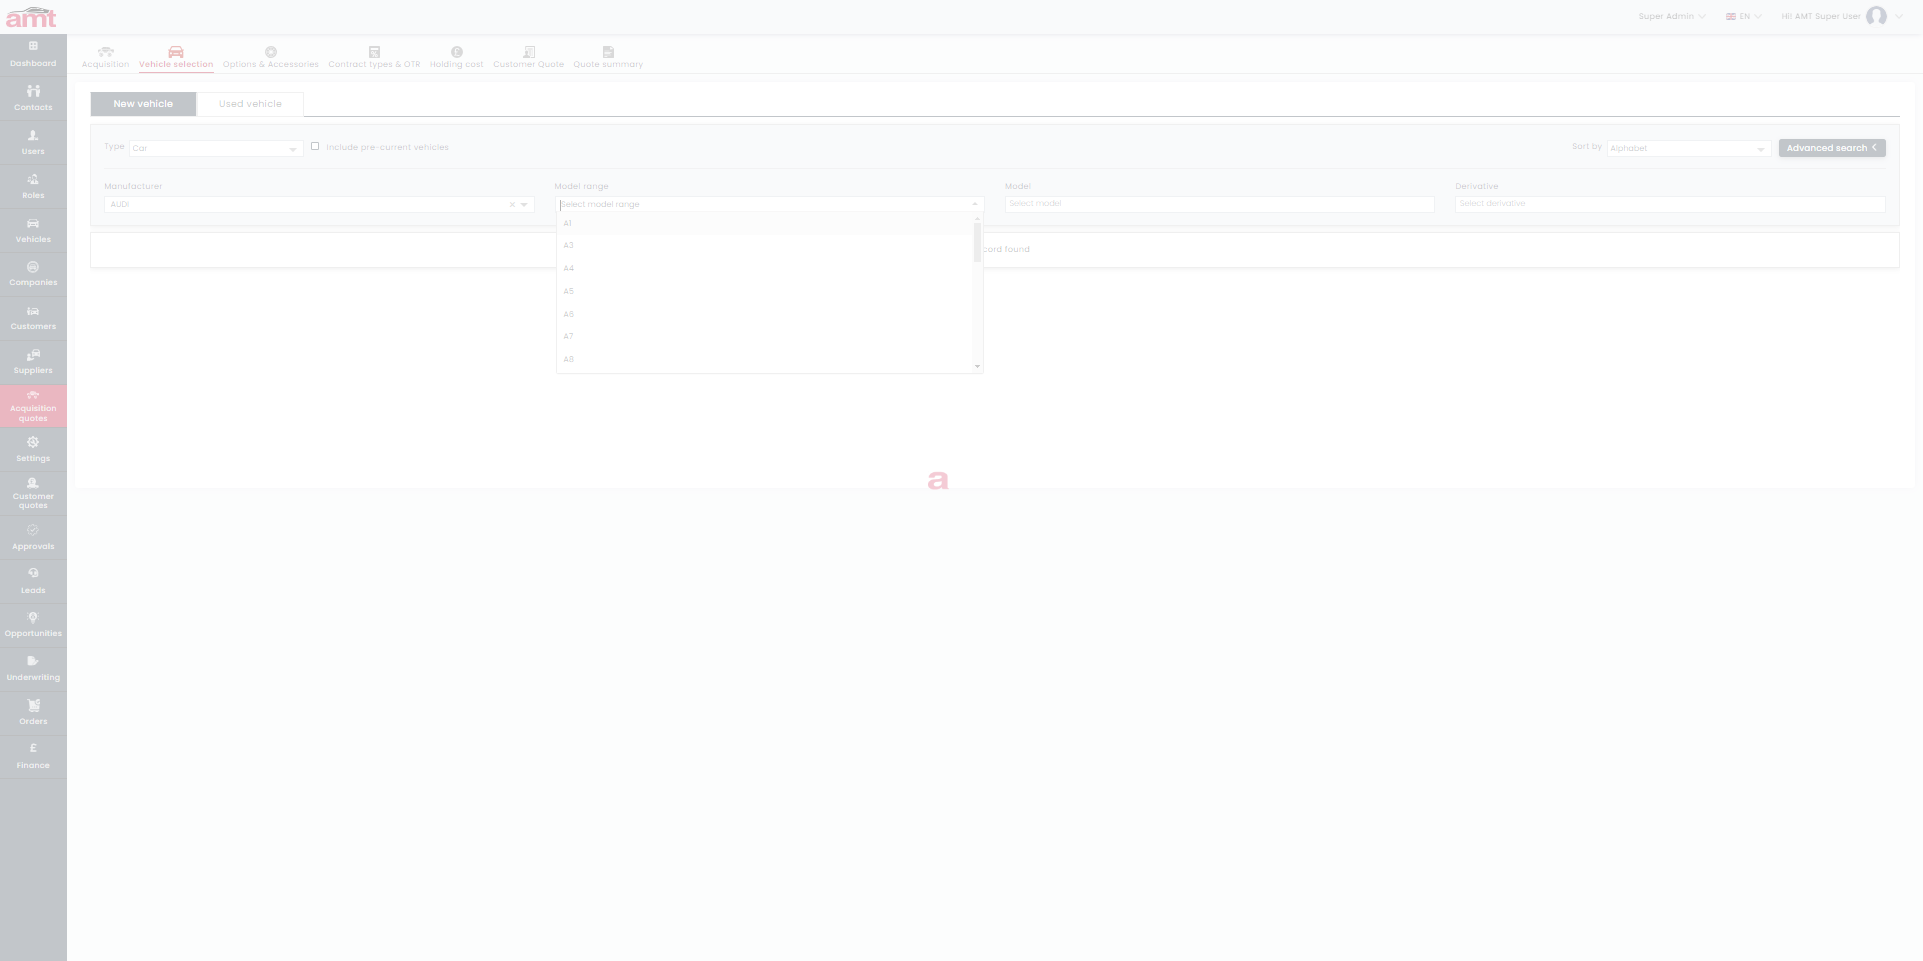 amt
Super Admin
EN
Hi! AMT Super User
Dashboard
Contacts
Users
Roles
Vehicles
Companies
Customers
Suppliers
Acquisition
quotes
Settings
Customer
quotes
Approvals
Leads
Opportunities
Underwriting
Orders
Finance
Acquisition
Vehicle selection
Options & Accessories
Contract types & OTR
Holding cost
Customer Quote
Quote summary
New vehicle
Used vehicle
Type
Car
Include pre-current vehicles
Sort by
Alphabet
Advanced search
Manufacturer
AUDI
Model range
Select model range
Model
Select model
Derivative
Select derivative
A1
A3
A4
A5
A6
A7
A8
cord found
a